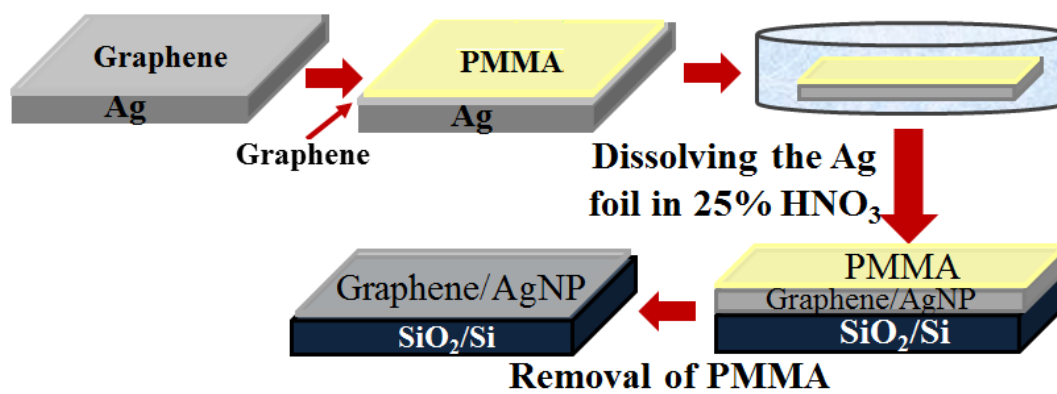 Graphene
Ag
PMMA
Ag
Graphene
Dissolving the Ag
foil in 25% HNO₃
PMMA
Graphene/AgNP
SiO₂/Si
Graphene/AgNP
SiO₂/Si
Removal of PMMA